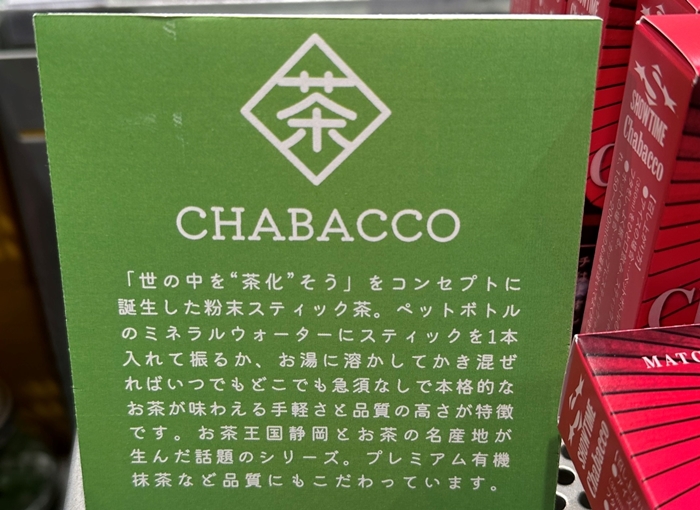 茶
CHABACCO
「世の中を“茶化”そう」をコンセプトに
誕生した粉末スティック茶。ペットボトル
のミネラルウォーターにスティックを1本
入れて振るか、お湯に溶かしてかき混ぜ
ればいつでもどこでも急須なしで本格的な
お茶が味わえる手軽さと品質の高さが特徴
です。お茶王国静岡とお茶の名産地が
生んだ話題のシリーズ。プレミアム有機
抹茶など品質にもこだわっています。
SHOWTIME
Chabacco
MATC
SHOWTIME
Chabacco